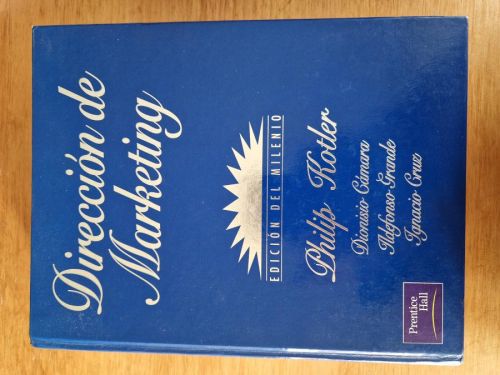 Dirección de
Marketing
EDICIÓN DEL MILENIO
Philip Kotler
Dionisio Cámara
Ildefonso Grande
Ignacio Cruz
Prentice
Hall